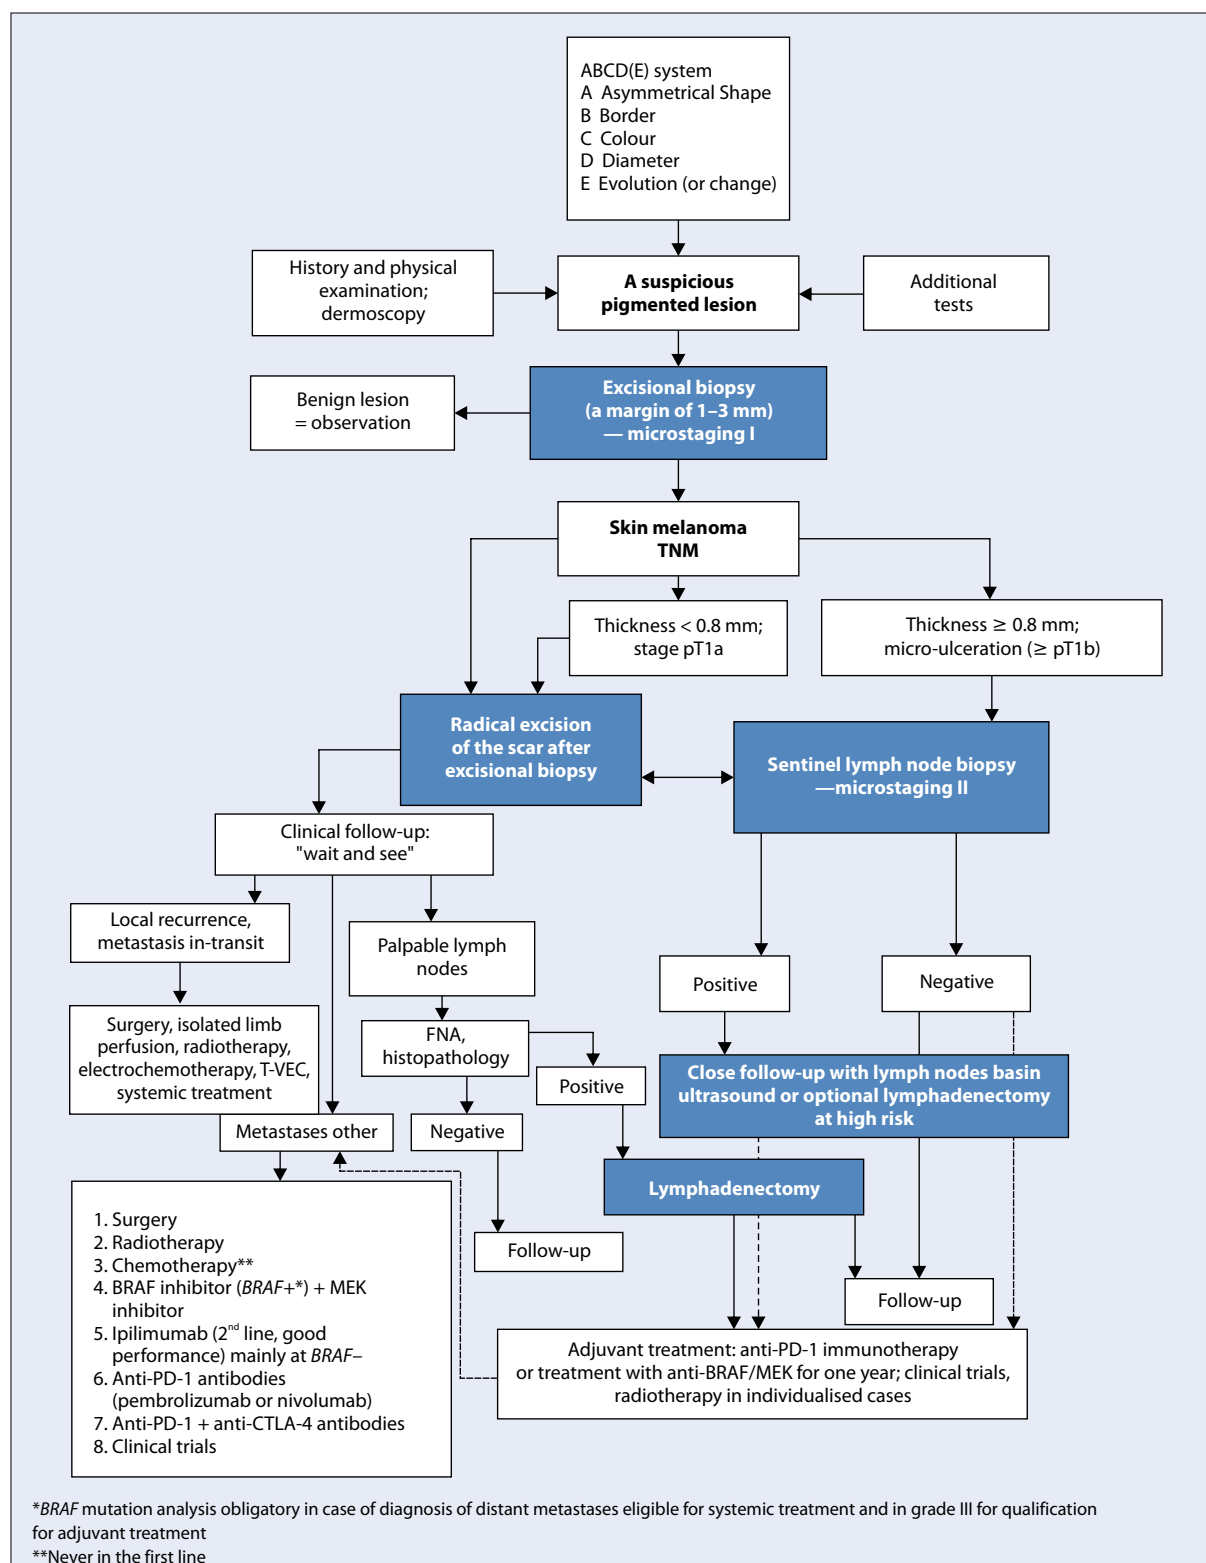 ABCD(E) system
A Asymmetrical Shape
B Border
C Colour
D Diameter
E Evolution (or change)
History and physical
examination;
dermoscopy
A suspicious
pigmented lesion
Additional
tests
Benign lesion
= observation
Excisional biopsy
(a margin of 1–3 mm)
— microstaging I
Skin melanoma
TNM
Thickness < 0.8 mm;
stage pT1a
Thickness ≥ 0.8 mm;
micro-ulceration (≥ pT1b)
Radical excision
of the scar after
excisional biopsy
Sentinel lymph node biopsy
—microstaging II
Clinical follow-up:
"wait and see"
Local recurrence,
metastasis in-transit
Palpable lymph
nodes
Positive
Negative
Surgery, isolated limb
perfusion, radiotherapy,
electrochemotherapy, T-VEC,
systemic treatment
FNA,
histopathology
Positive
Close follow-up with lymph nodes basin
ultrasound or optional lymphadenectomy
at high risk
Metastases other
Negative
Lymphadenectomy
1. Surgery
2. Radiotherapy
3. Chemotherapy**
4. BRAF inhibitor (BRAF+*) + MEK
inhibitor
5. Ipilimumab (2nd line, good
performance) mainly at BRAF–
6. Anti-PD-1 antibodies
(pembrolizumab or nivolumab)
7. Anti-PD-1 + anti-CTLA-4 antibodies
8. Clinical trials
Follow-up
Follow-up
Adjuvant treatment: anti-PD-1 immunotherapy
or treatment with anti-BRAF/MEK for one year; clinical trials,
radiotherapy in individualised cases
*BRAF mutation analysis obligatory in case of diagnosis of distant metastases eligible for systemic treatment and in grade III for qualification
for adjuvant treatment
**Never in the first line